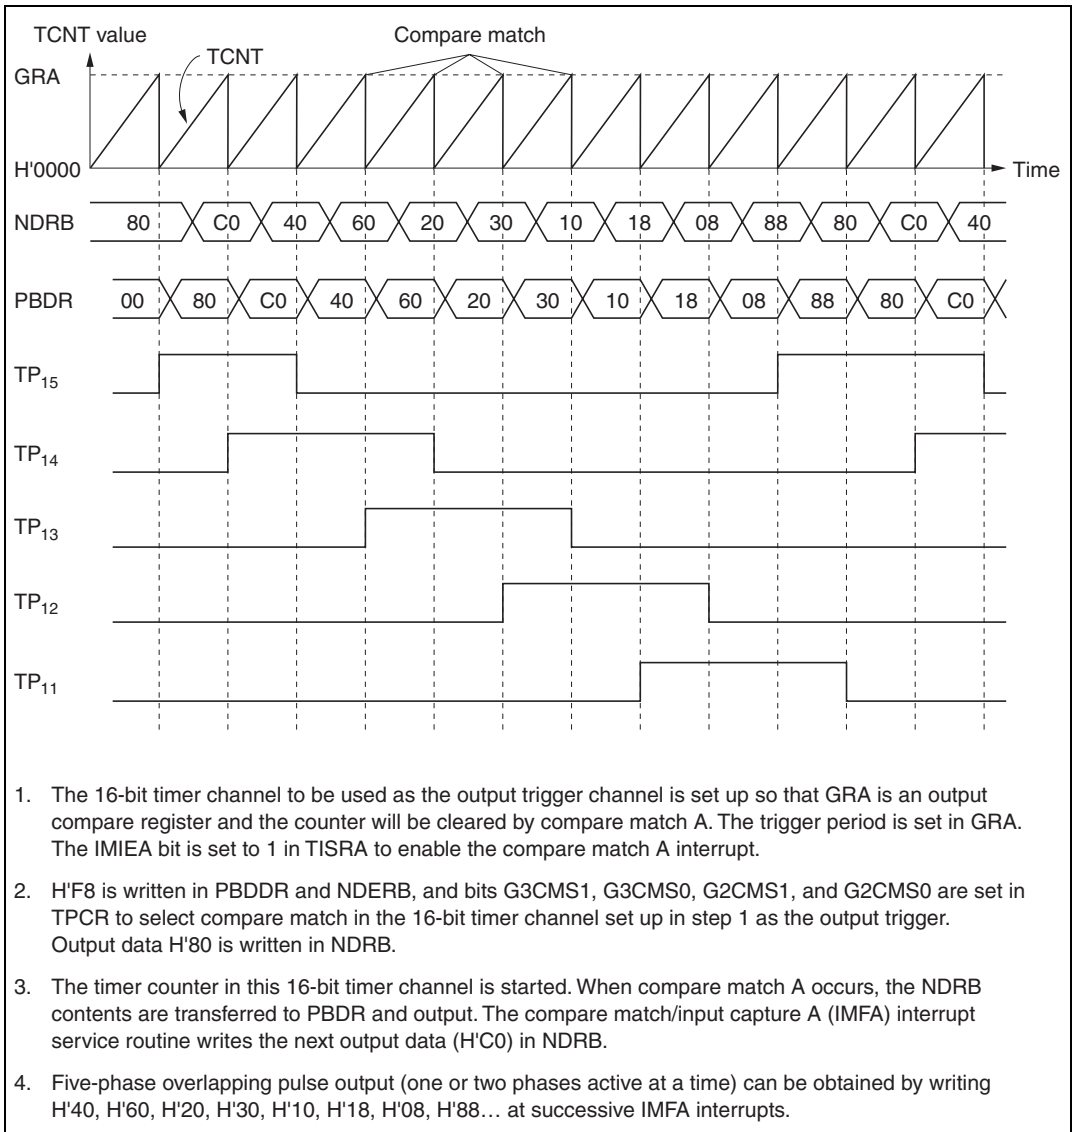 TCNT value
Compare match
TCNT
GRA
H'0000
Time
NDRB 80 C0 40 60 20 30 10 18 08 88 80 C0 40
PBDR 00 80 C0 40 60 20 30 10 18 08 88 80 C0
TP15
TP14
TP13
TP12
TP11
1. The 16-bit timer channel to be used as the output trigger channel is set up so that GRA is an output
compare register and the counter will be cleared by compare match A. The trigger period is set in GRA.
The IMIEA bit is set to 1 in TISRA to enable the compare match A interrupt.
2. H'F8 is written in PBDDR and NDERB, and bits G3CMS1, G3CMS0, G2CMS1, and G2CMS0 are set in
TPCR to select compare match in the 16-bit timer channel set up in step 1 as the output trigger.
Output data H'80 is written in NDRB.
3. The timer counter in this 16-bit timer channel is started. When compare match A occurs, the NDRB
contents are transferred to PBDR and output. The compare match/input capture A (IMFA) interrupt
service routine writes the next output data (H'C0) in NDRB.
4. Five-phase overlapping pulse output (one or two phases active at a time) can be obtained by writing
H'40, H'60, H'20, H'30, H'10, H'18, H'08, H'88… at successive IMFA interrupts.